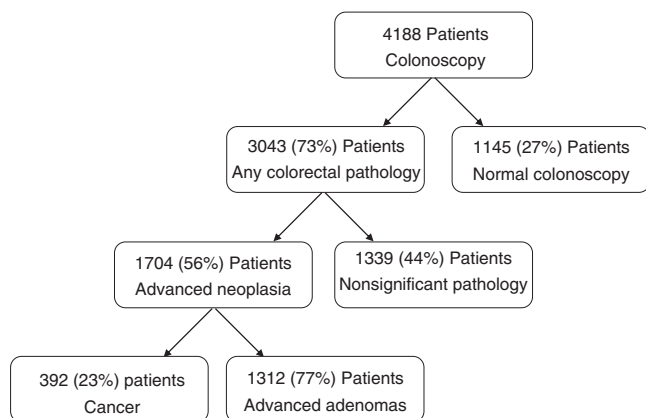 4188 Patients
Colonoscopy
3043 (73%) Patients
Any colorectal pathology
1145 (27%) Patients
Normal colonoscopy
1704 (56%) Patients
Advanced neoplasia
1339 (44%) Patients
Nonsignificant pathology
392 (23%) patients
Cancer
1312 (77%) Patients
Advanced adenomas